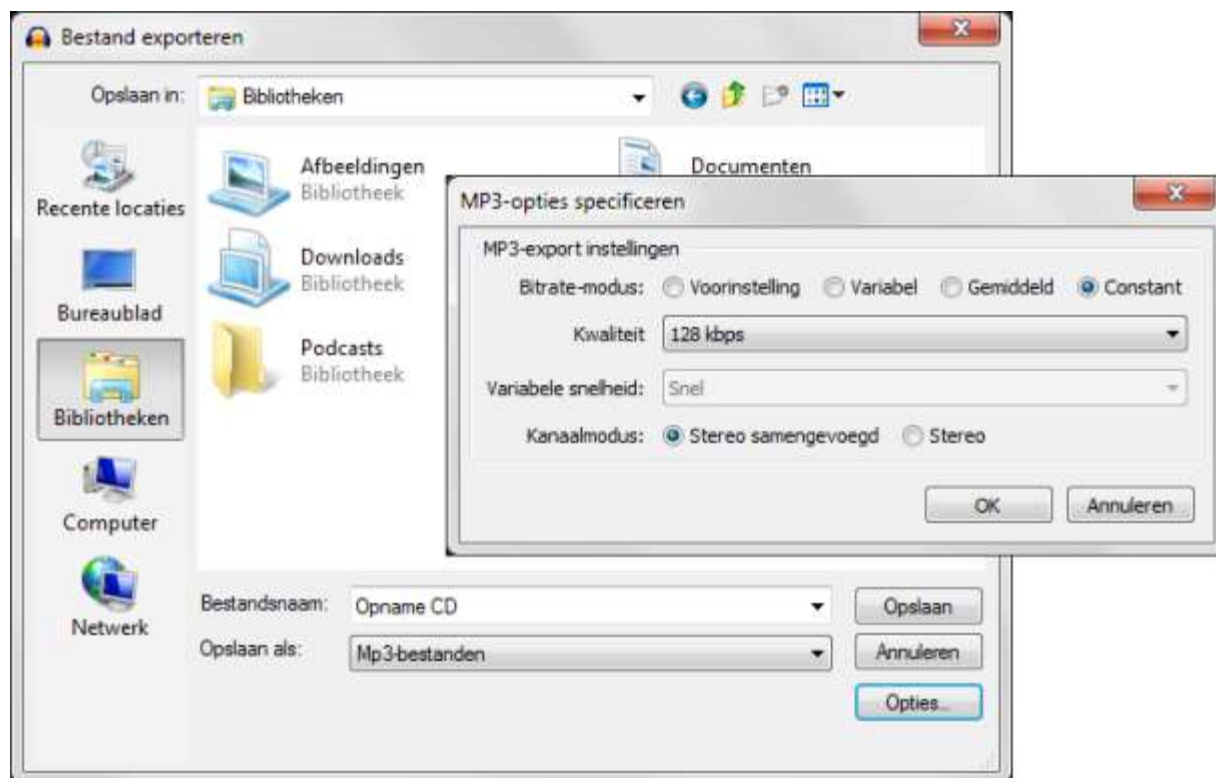 Bestand exporteren
Opslaan in: Bibliotheken
Recente locaties
Bureaublad
Bibliotheken
Computer
Netwerk
Afbeeldingen
Bibliotheek
Documenten
Downloads
Bibliotheek
Podcasts
Bibliotheek
MP3-opties specificeren
MP3-export instellingen
Bitrate-modus: Voorinstelling Variabel Gemiddeld Constant
Kwaliteit 128 kbps
Variabele snelheid: Snel
Kanaalmodus: Stereo samengevoegd Stereo
OK Annuleren
Bestandsnaam: Opname CD Opslaan
Opslaan als: Mp3-bestanden Annuleren
Opties...